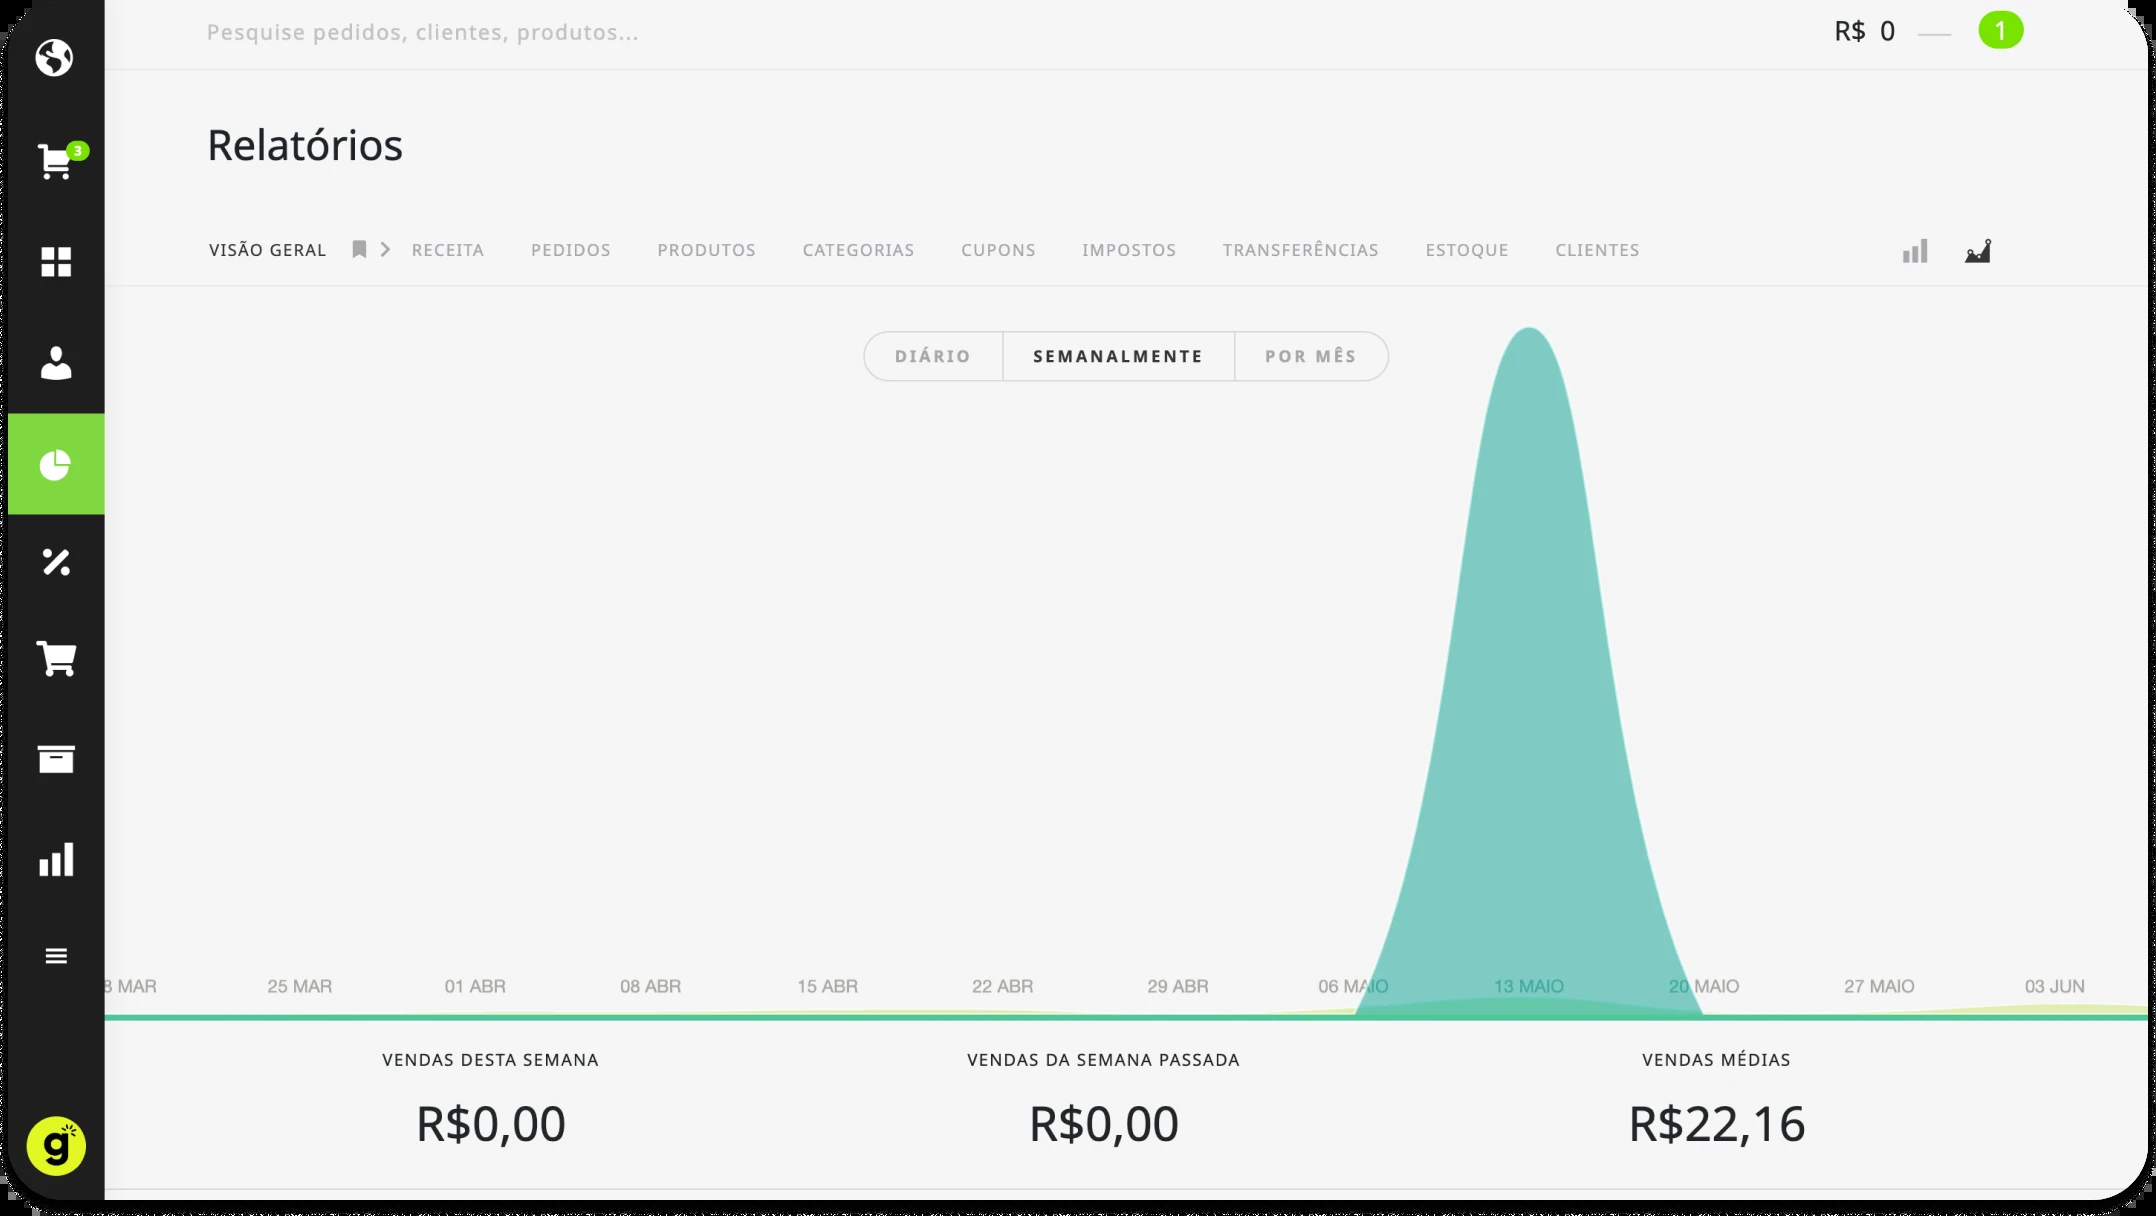 Pesquise pedidos, clientes, produtos...
R$ 0
1
3
Relatórios
VISÃO GERAL RECEITA PEDIDOS PRODUTOS CATEGORIAS CUPONS IMPOSTOS TRANSFERÊNCIAS ESTOQUE CLIENTES
DIÁRIO SEMANALMENTE POR MÊS
8 MAR 25 MAR 01 ABR 08 ABR 15 ABR 22 ABR 29 ABR 06 MAIO 13 MAIO 20 MAIO 27 MAIO 03 JUN
VENDAS DESTA SEMANA VENDAS DA SEMANA PASSADA VENDAS MÉDIAS
R$0,00 R$0,00 R$22,16
g